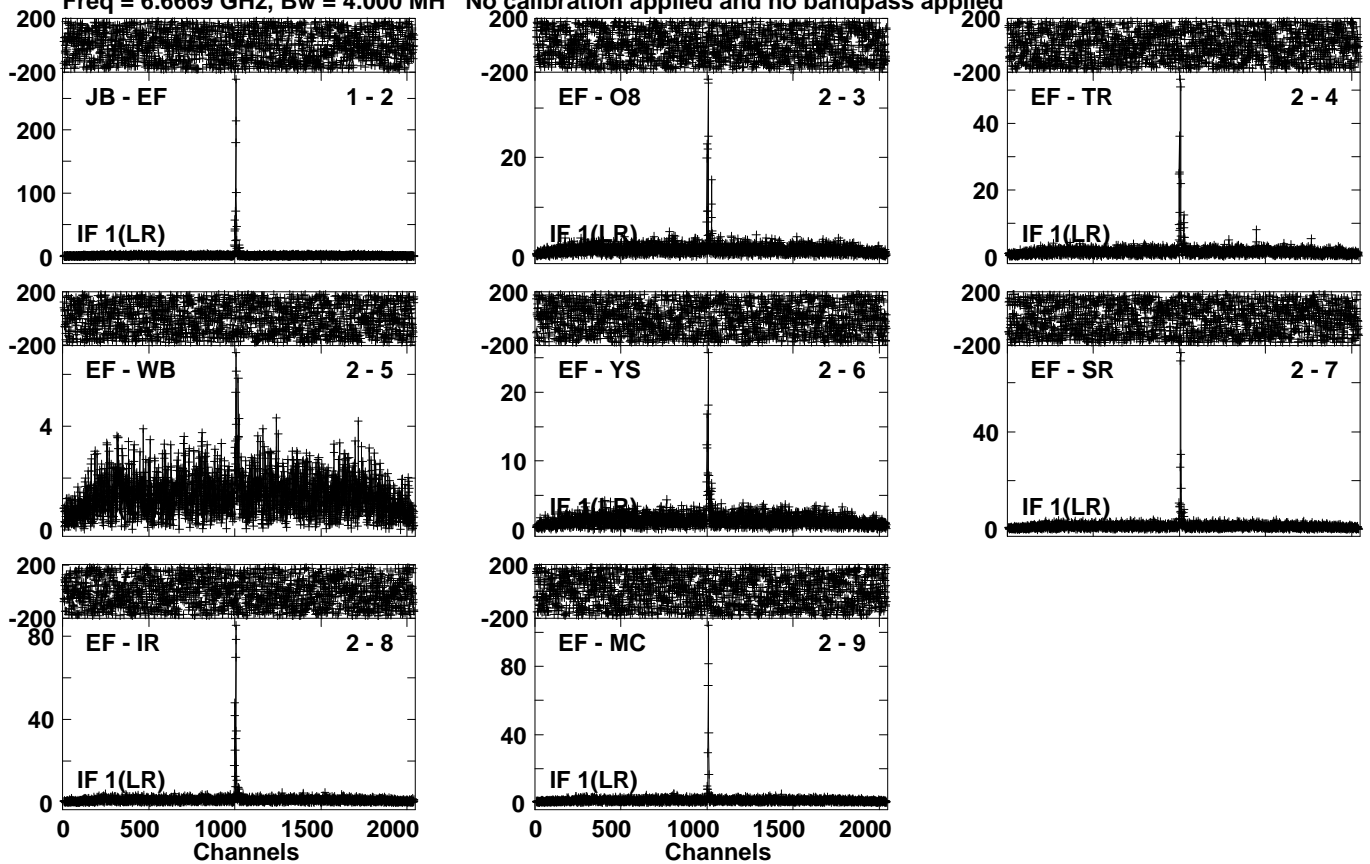 Freq = 6.6669 GHz, Bw = 4.000 MH No calibration applied and no bandpass applied
200
-200
JB - EF 1 - 2
200
100
0
IF 1(LR)
200
-200
EF - O8 2 - 3
20
0
IF 1(LR)
200
-200
EF - TR 2 - 4
40
20
0
IF 1(LR)
200
-200
EF - WB 2 - 5
4
0
200
-200
EF - YS 2 - 6
20
10
0
IF 1(LR)
200
-200
EF - SR 2 - 7
40
0
IF 1(LR)
200
-200
EF - IR 2 - 8
80
40
0
IF 1(LR)
0 500 1000 1500 2000
Channels
200
-200
EF - MC 2 - 9
80
40
0
IF 1(LR)
0 500 1000 1500 2000
Channels